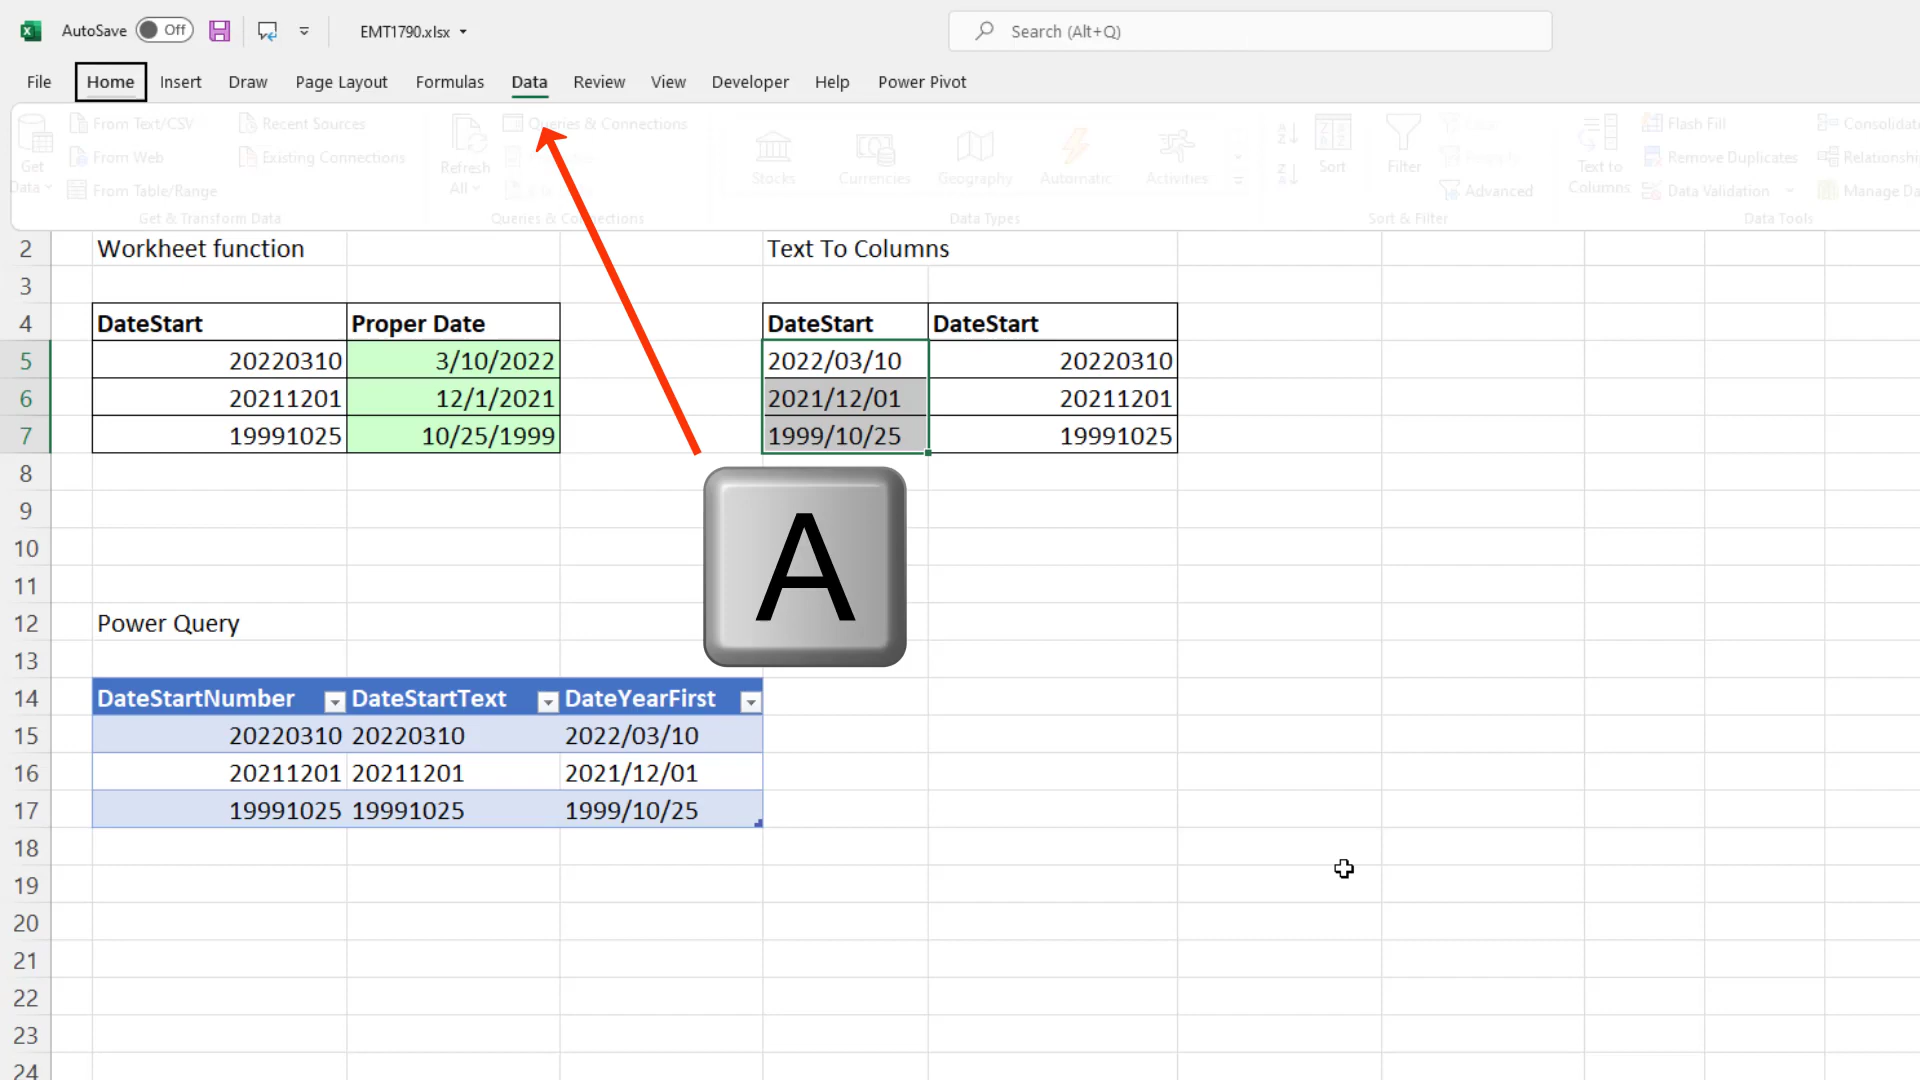 AutoSave Off EMT1790.xlsx Search (Alt+Q)
File Home Insert Draw Page Layout Formulas Data Review View Developer Help Power Pivot
Get Data
From Text/CSV
From Web
From Table/Range
Recent Sources
Existing Connections
Get & Transform Data
Refresh All
Queries & Connections
Queries & Connections
Stocks Currencies Geography Automatic Activities
Data Types
Sort
Filter
Advanced
Sort & Filter
Text to Columns
Flash Fill
Remove Duplicates
Data Validation
Data Tools
2 Workheet function Text To Columns
3
4 DateStart Proper Date DateStart DateStart
5 20220310 3/10/2022 2022/03/10 20220310
6 20211201 12/1/2021 2021/12/01 20211201
7 19991025 10/25/1999 1999/10/25 19991025
8
9
10
11
A
12 Power Query
13
14 DateStartNumber DateStartText DateYearFirst
15 20220310 20220310 2022/03/10
16 20211201 20211201 2021/12/01
17 19991025 19991025 1999/10/25
18
19
20
21
22
23
24